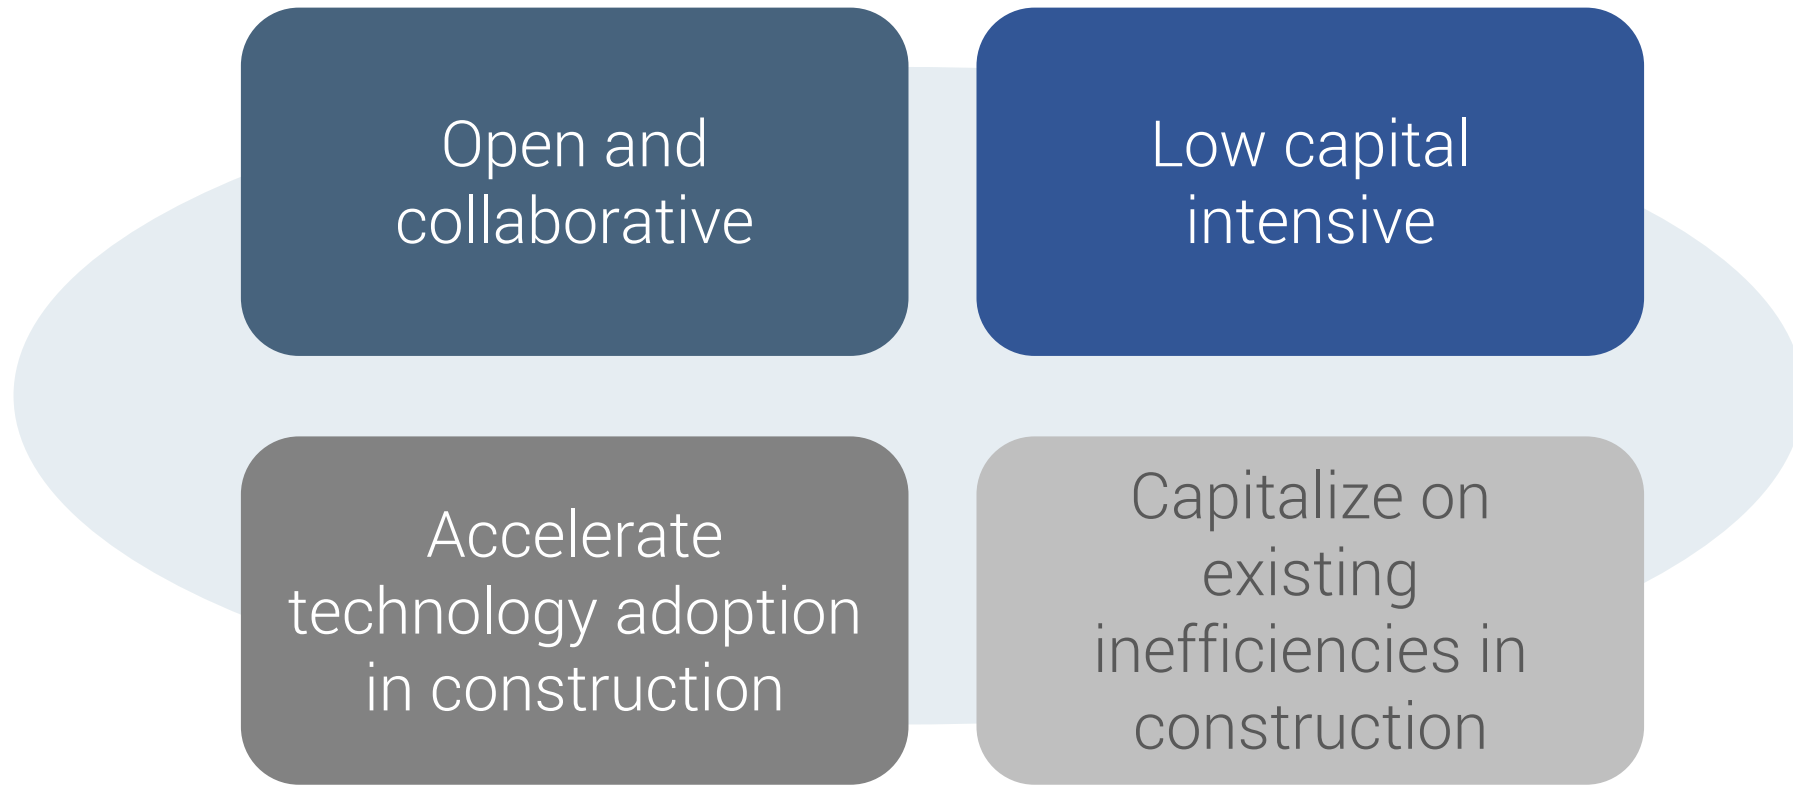 Open and
collaborative
Low capital
intensive
Accelerate
technology adoption
in construction
Capitalize on
existing
inefficiencies in
construction